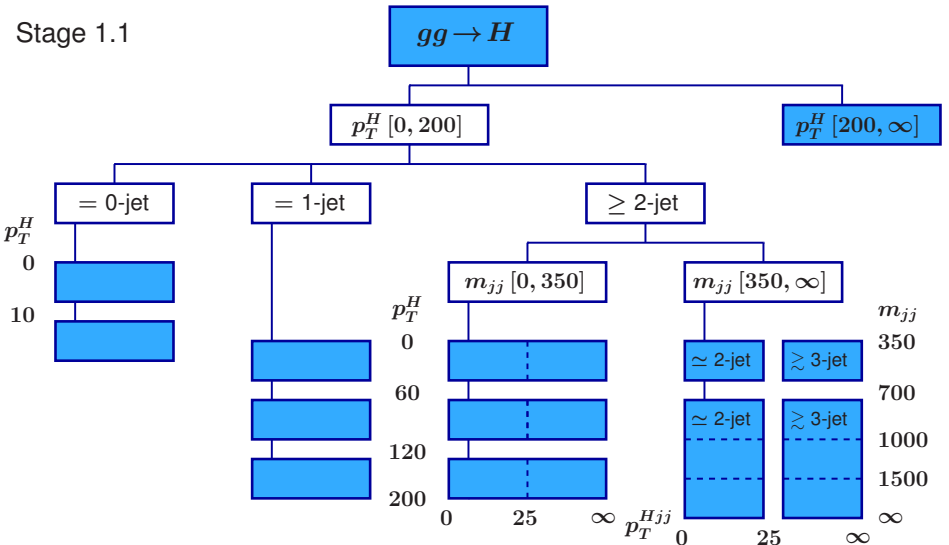 Stage 1.1
gg → H
p_T^H [0, 200]
p_T^H [200, ∞]
= 0-jet
= 1-jet
≥ 2-jet
p_T^H
0
10
m_jj [0, 350]
m_jj [350, ∞]
p_T^H
0
60
120
200
0 25 ∞
m_jj
350
700
1000
1500
∞
≃ 2-jet
≳ 3-jet
≃ 2-jet
≳ 3-jet
p_T^Hjj
0 25 ∞